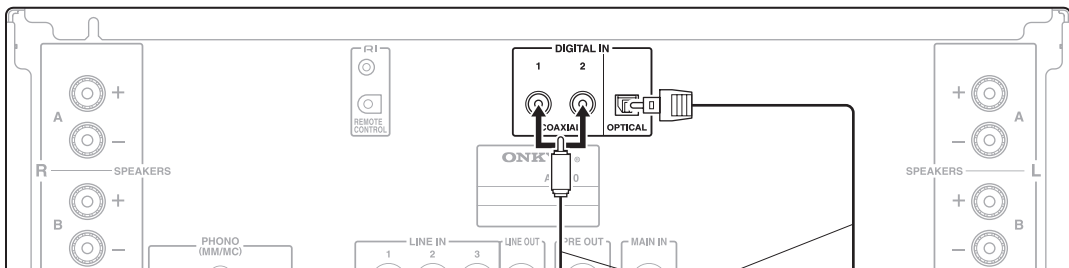 RI
REMOTE
CONTROL
DIGITAL IN
1 2
COAXIAL OPTICAL
A + − R SPEAKERS B + −
+ − A SPEAKERS L + − B
PHONO
(MM/MC)
LINE IN
1 2 3
LINE OUT
PRE OUT
MAIN IN